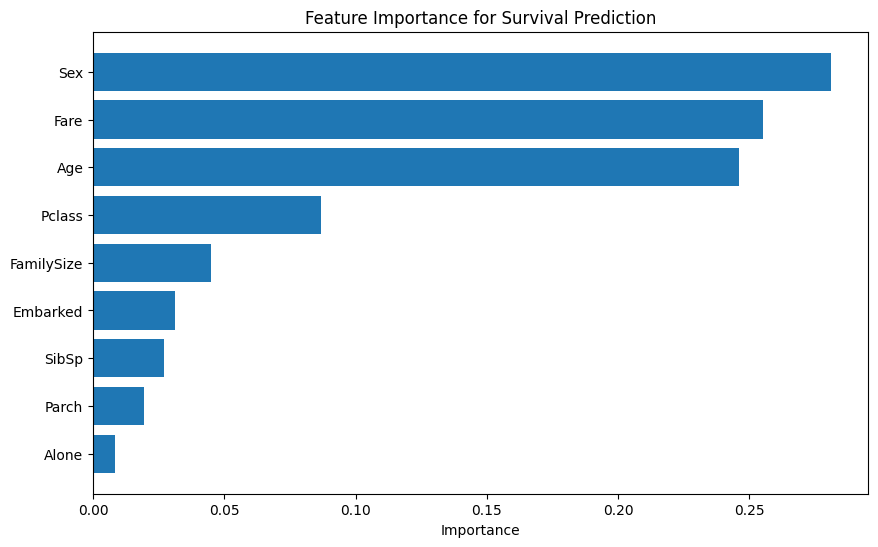 Feature Importance for Survival Prediction
Sex
Fare
Age
Pclass
FamilySize
Embarked
SibSp
Parch
Alone
0.00 0.05 0.10 0.15 0.20 0.25
Importance